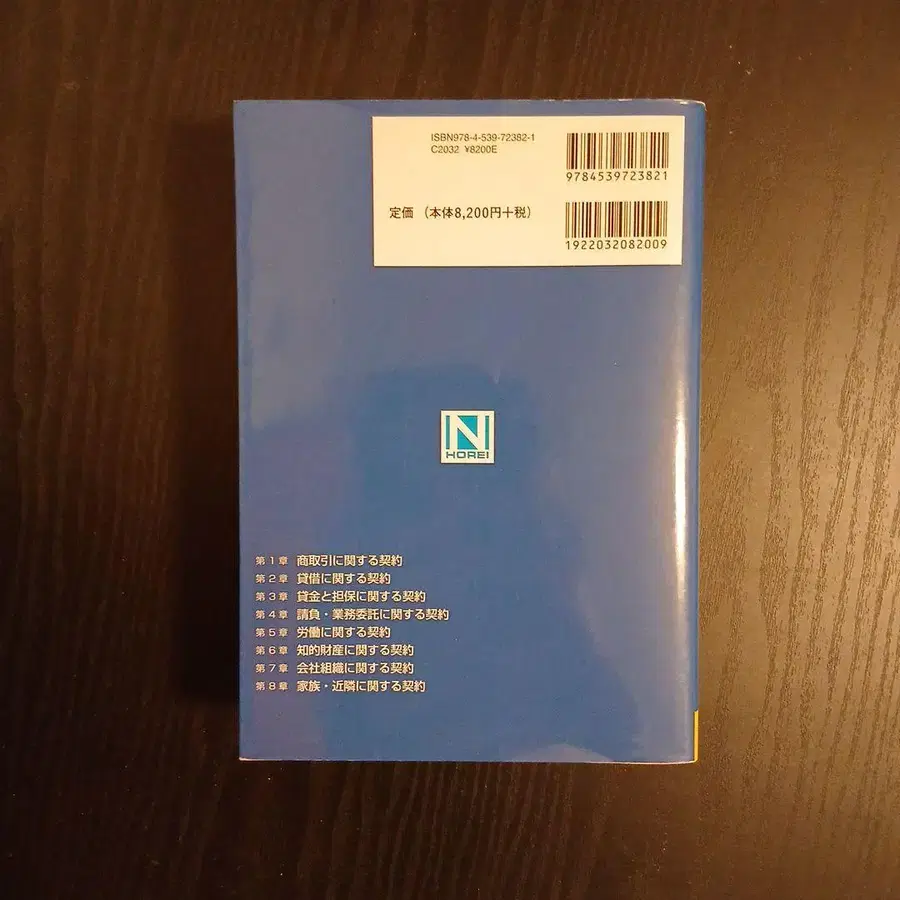 ISBN978-4-539-72382-1
C2032 ¥8200E
9784539723821
定価 (本体8,200円+税)
1922032082009
N
HOREI
第1章 商取引に関する契約
第2章 貸借に関する契約
第3章 貸金と担保に関する契約
第4章 請負・業務委託に関する契約
第5章 労働に関する契約
第6章 知的財産に関する契約
第7章 会社組織に関する契約
第8章 家族・近隣に関する契約